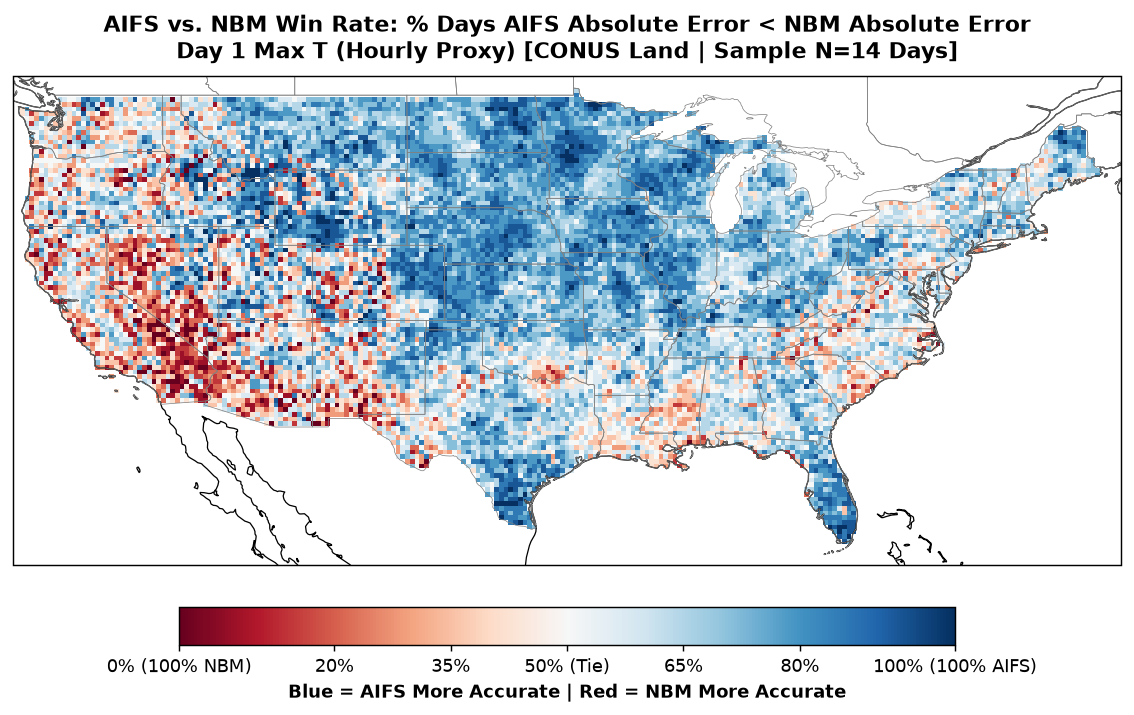 AIFS vs. NBM Win Rate: % Days AIFS Absolute Error < NBM Absolute Error
Day 1 Max T (Hourly Proxy) [CONUS Land | Sample N=14 Days]
0% (100% NBM) 20% 35% 50% (Tie) 65% 80% 100% (100% AIFS)
Blue = AIFS More Accurate | Red = NBM More Accurate